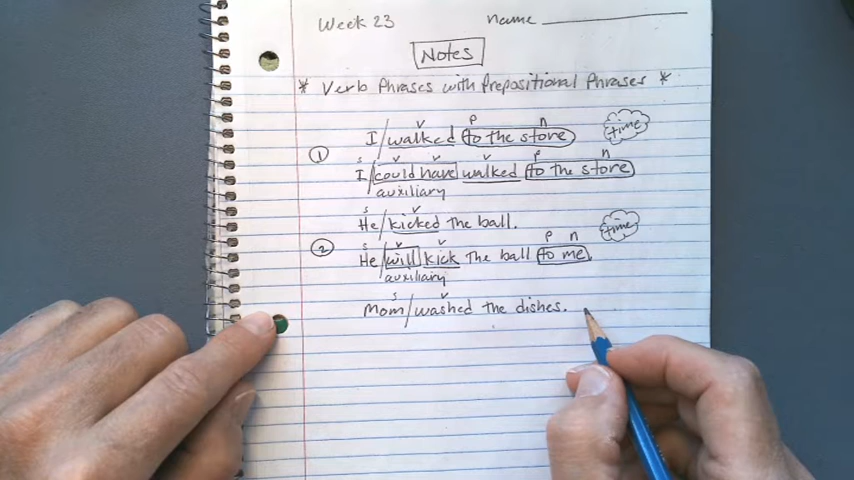 Week 23 name
Notes
* Verb Phrases with Prepositional Phrases *
v p n
I/walked to the store time
① s v v v p n
I/could have walked to the store
auxiliary
s v
He/kicked the ball.
② s v v p n time
He/will kick the ball to me.
auxiliary
s v
Mom/washed the dishes.